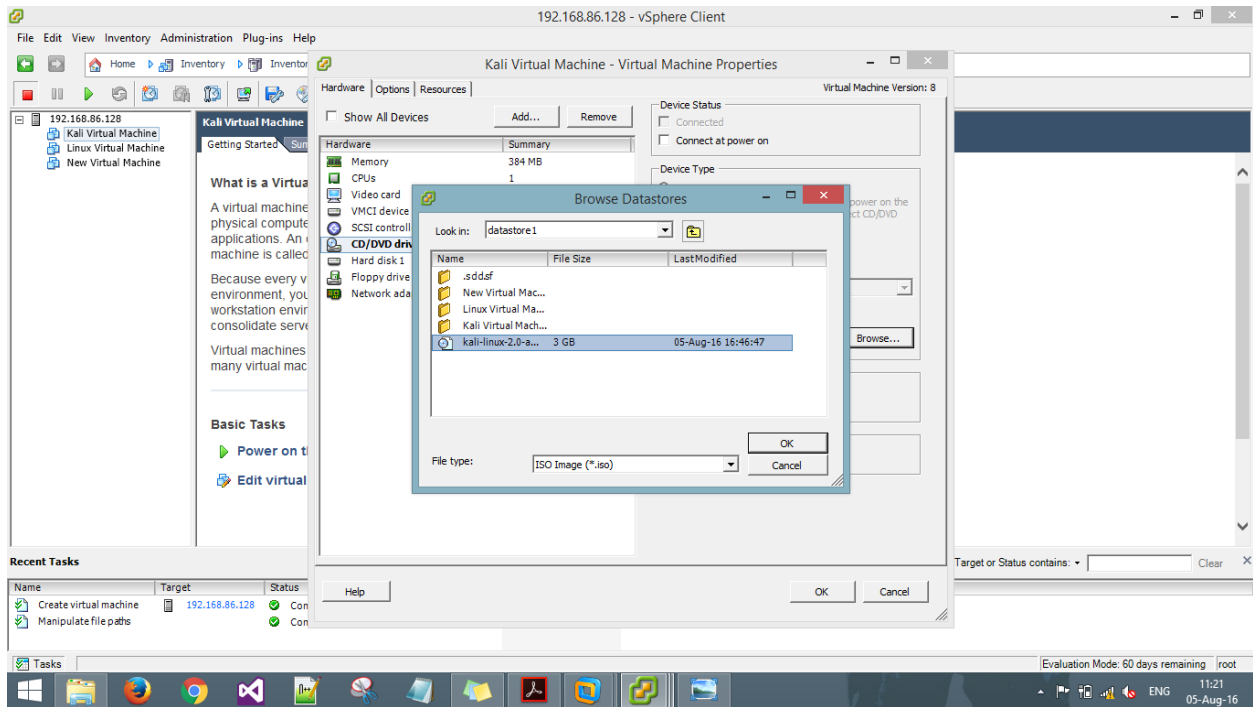 192.168.86.128 - vSphere Client
File Edit View Inventory Administration Plug-ins Help
Home Inventory Inventor
192.168.86.128
Kali Virtual Machine
Linux Virtual Machine
New Virtual Machine
Kali Virtual Machine
Getting Started Sum
What is a Virtua
A virtual machine
physical compute
applications. An
machine is called
Because every v
environment, you
workstation envir
consolidate serve
Virtual machines
many virtual mac
Basic Tasks
Power on t
Edit virtual
Kali Virtual Machine - Virtual Machine Properties
Hardware Options Resources
Virtual Machine Version: 8
Show All Devices
Add... Remove
Hardware Summary
Memory 384 MB
CPUs 1
Video card
VMCI device
SCSI controll
CD/DVD driv
Hard disk 1
Floppy drive
Network ada
Device Status
Connected
Connect at power on
Device Type
power on the
ct CD/DVD
Browse...
Browse Datastores
Look in: datastore1
Name File Size Last Modified
.sdd.sf
New Virtual Mac...
Linux Virtual Ma...
Kali Virtual Mach...
kali-linux-2.0-a... 3 GB 05-Aug-16 16:46:47
OK
File type: ISO Image (*.iso)
Cancel
Help OK Cancel
Recent Tasks
Target or Status contains: Clear
Name Target Status
Create virtual machine 192.168.86.128 Con
Manipulate file paths Con
Tasks
Evaluation Mode: 60 days remaining root
ENG
11:21
05-Aug-16